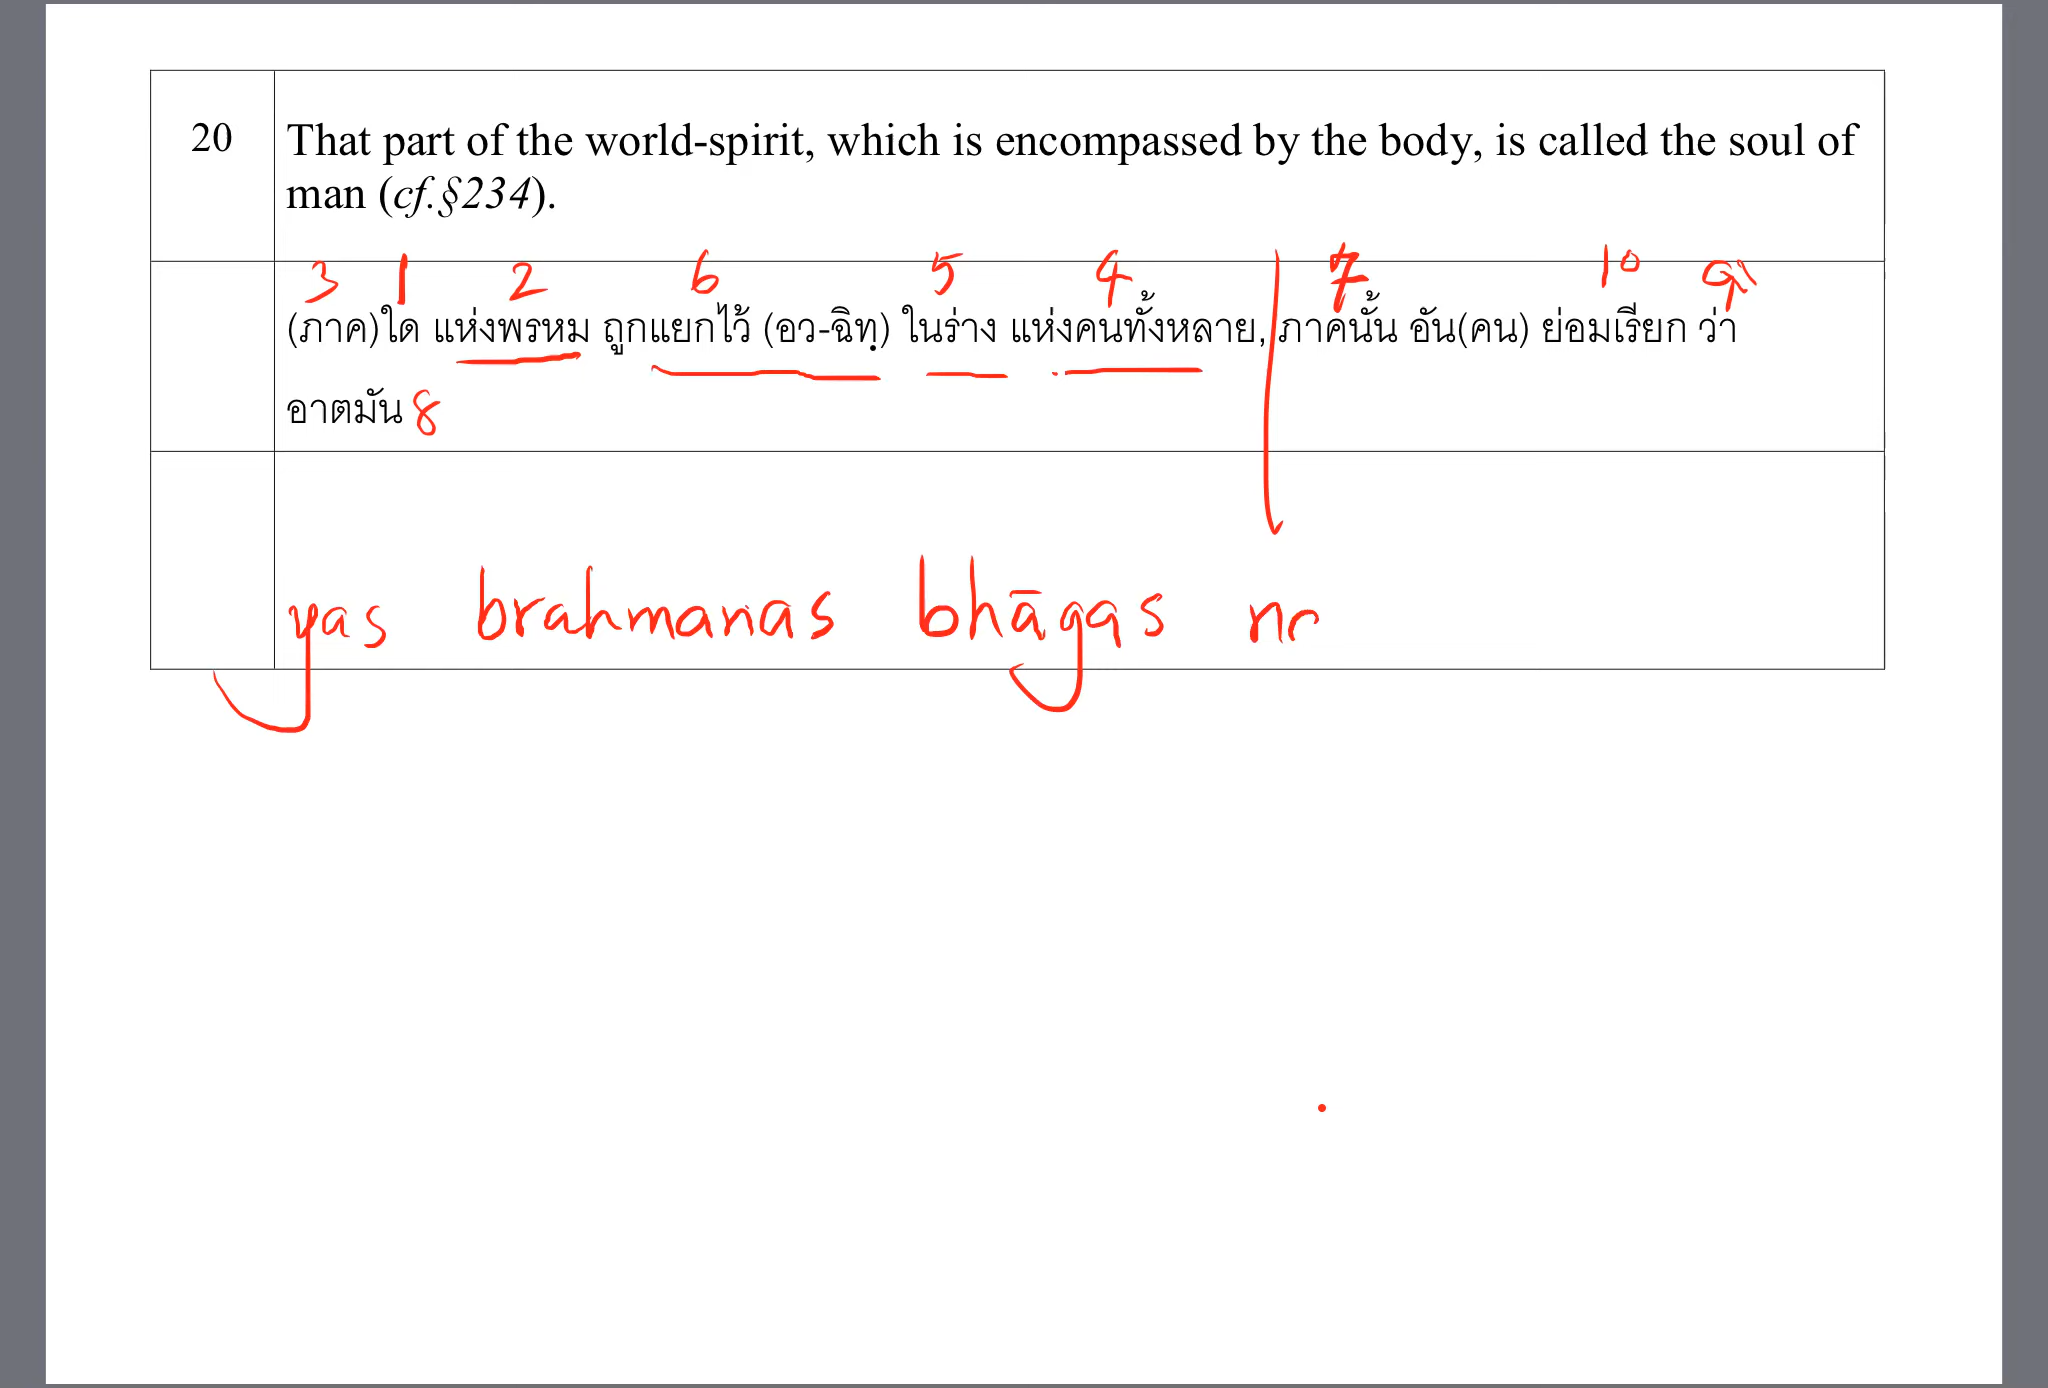 20
That part of the world-spirit, which is encompassed by the body, is called the soul of
man (cf.§234).
3 1 2 6 5 4 7 10 9
(ภาค)ใด แห่งพรหม ถูกแยกไว้ (อว-ฉิทฺ) ในร่าง แห่งคนทั้งหลาย, ภาคนั้น อัน(คน) ย่อมเรียก ว่า
อาตมัน 8
yas brahmanas bhāgas nr